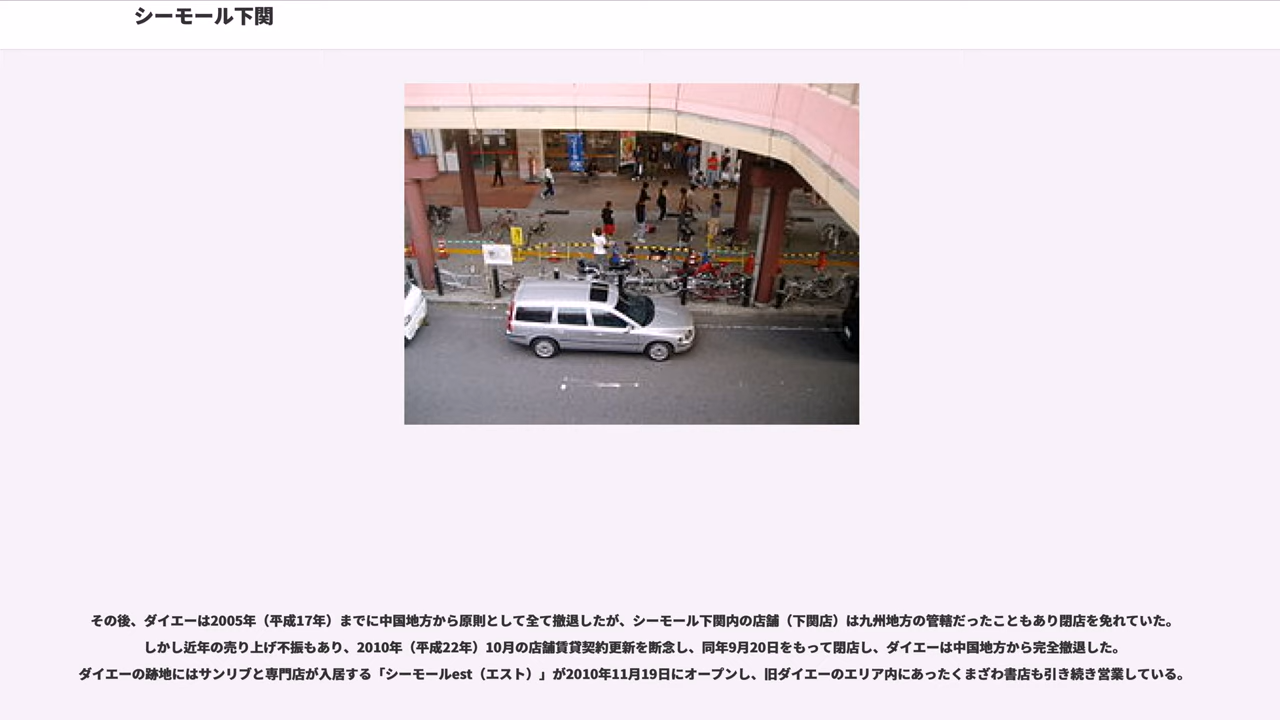 シーモール下関
その後、ダイエーは2005年（平成17年）までに中国地方から原則として全て撤退したが、シーモール下関内の店舗（下関店）は九州地方の管轄だったこともあり閉店を免れていた。
しかし近年の売り上げ不振もあり、2010年（平成22年）10月の店舗賃貸契約更新を断念し、同年9月20日をもって閉店し、ダイエーは中国地方から完全撤退した。
ダイエーの跡地にはサンリブと専門店が入居する「シーモールest（エスト）」が2010年11月19日にオープンし、旧ダイエーのエリア内にあったくまざわ書店も引き続き営業している。